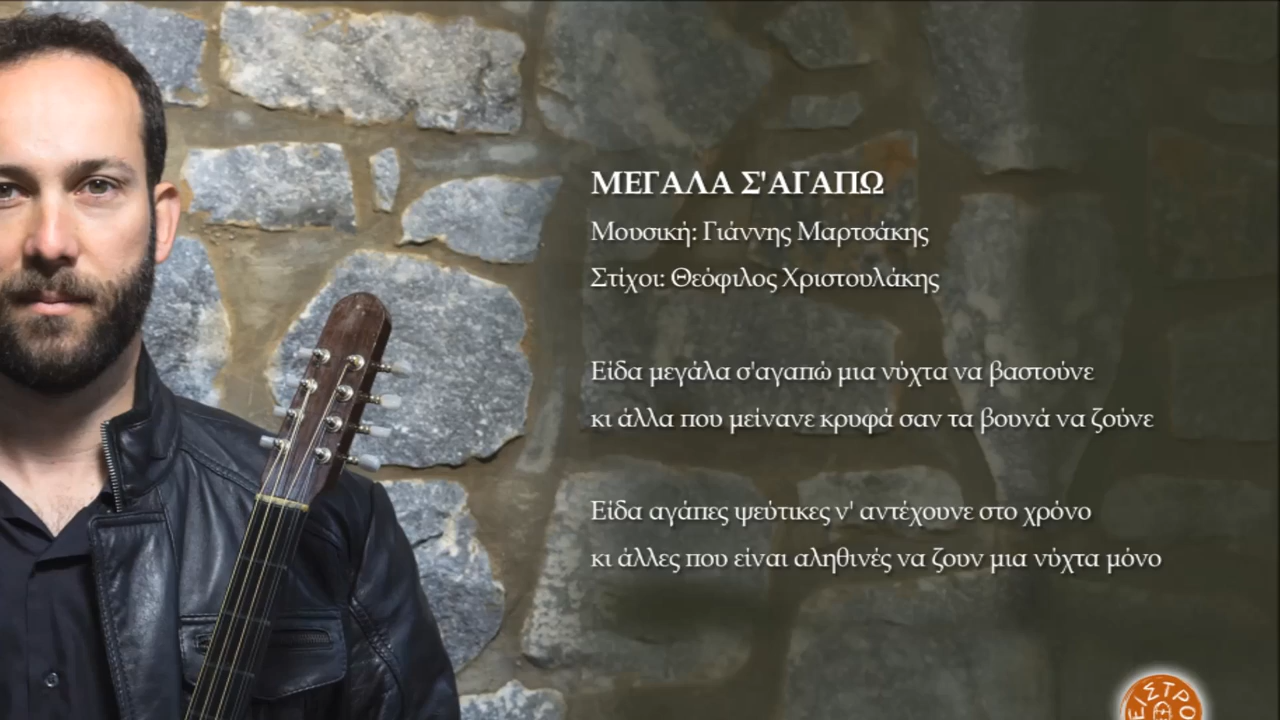 ΜΕΓΑΛΑ Σ'ΑΓΑΠΩ
Μουσική: Γιάννης Μαρτσάκης
Στίχοι: Θεόφιλος Χριστουλάκης
Είδα μεγάλα σ'αγαπώ μια νύχτα να βαστούνε
κι άλλα που μείνανε κρυφά σαν τα βουνά να ζούνε
Είδα αγάπες ψεύτικες ν' αντέχουνε στο χρόνο
κι άλλες που είναι αληθινές να ζουν μια νύχτα μόνο